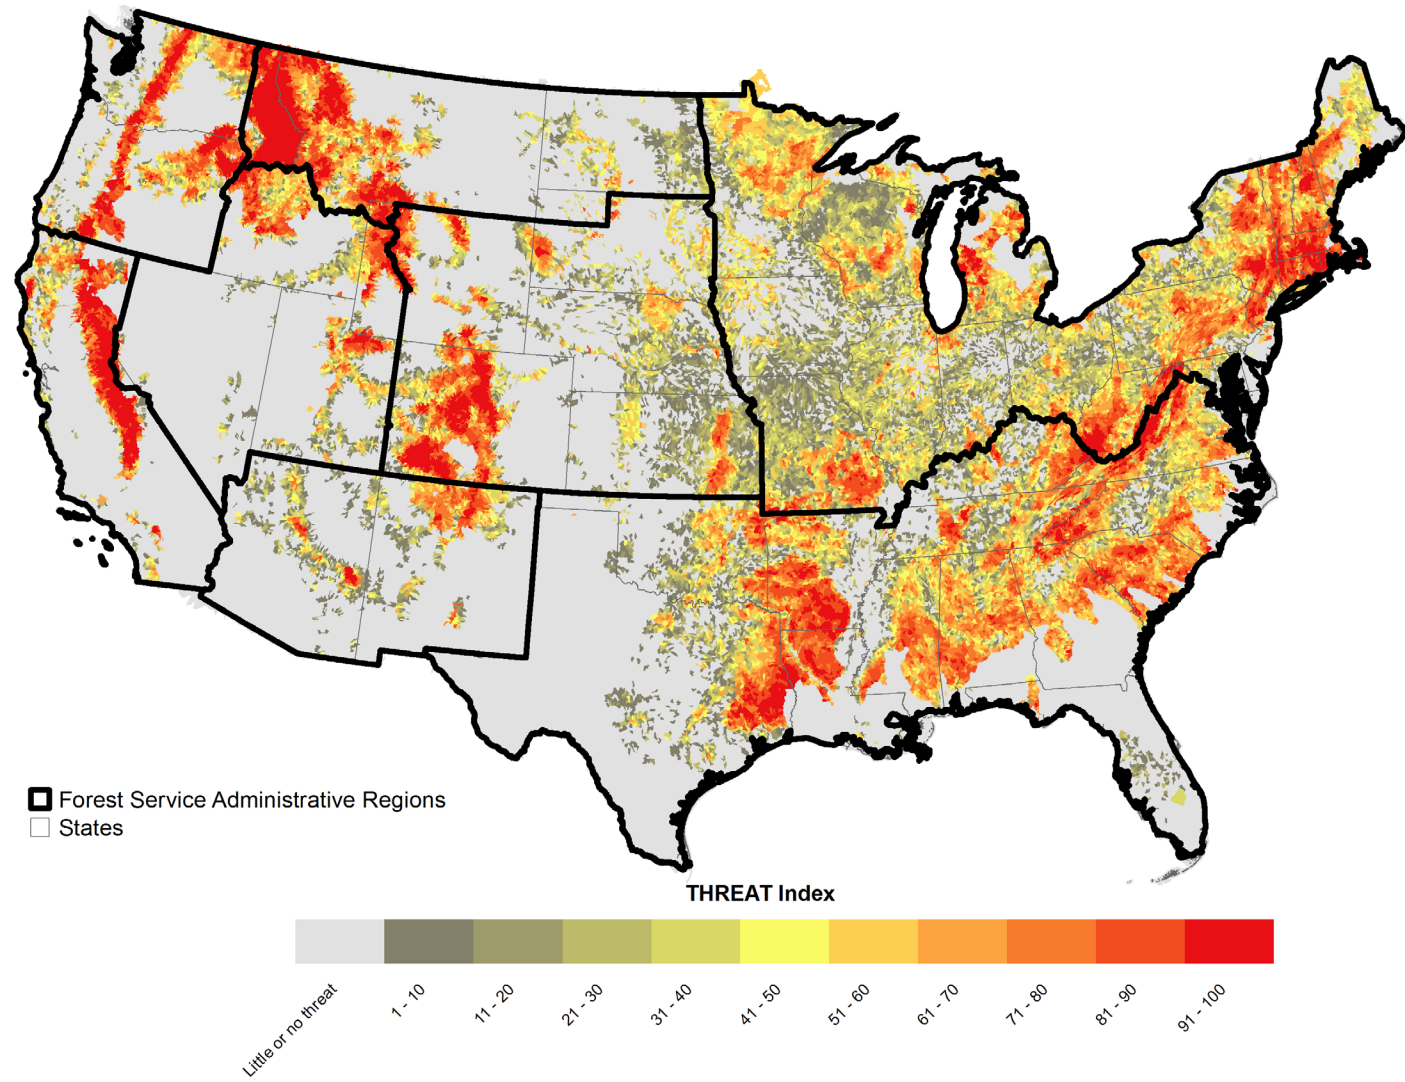 Forest Service Administrative Regions
States
THREAT Index
Little or no threat
1 - 10
11 - 20
21 - 30
31 - 40
41 - 50
51 - 60
61 - 70
71 - 80
81 - 90
91 - 100